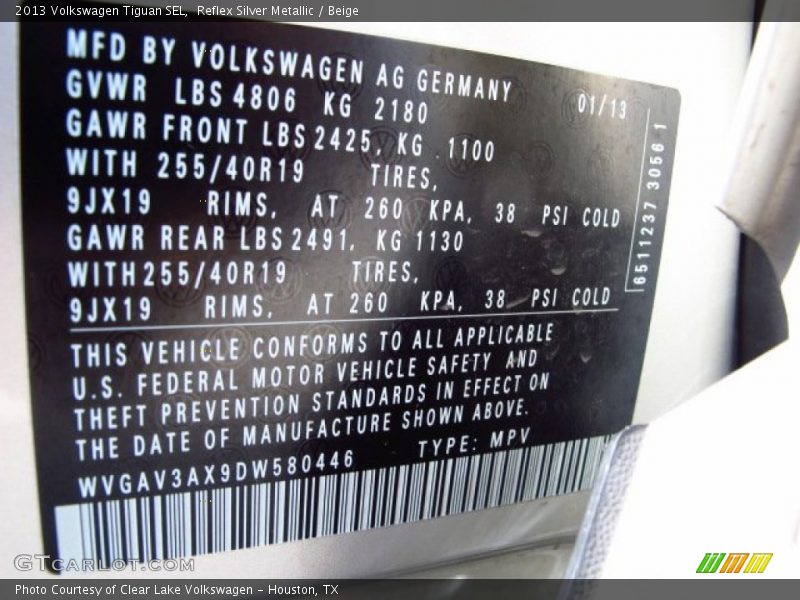 2013 Volkswagen Tiguan SEL, Reflex Silver Metallic / Beige
MFD BY VOLKSWAGEN AG GERMANY
GVWR LBS 4806 KG 2180 01/13
GAWR FRONT LBS 2425, KG 1100
WITH 255/40R19 TIRES,
9JX19 RIMS, AT 260 KPA, 38 PSI COLD
GAWR REAR LBS 2491, KG 1130
WITH 255/40R19 TIRES,
9JX19 RIMS, AT 260 KPA, 38 PSI COLD
6511237 3056 1
THIS VEHICLE CONFORMS TO ALL APPLICABLE
U.S. FEDERAL MOTOR VEHICLE SAFETY AND
THEFT PREVENTION STANDARDS IN EFFECT ON
THE DATE OF MANUFACTURE SHOWN ABOVE.
WVGAV3AX9DW580446 TYPE: MPV
GTCARLOT.COM
Photo Courtesy of Clear Lake Volkswagen - Houston, TX